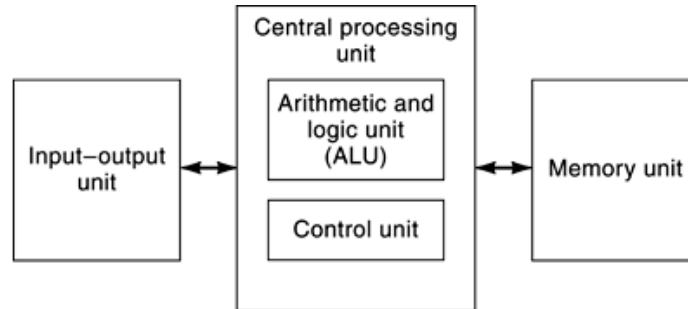 Central processing
unit
Arithmetic and
logic unit
(ALU)
Input–output
unit
Memory unit
Control unit